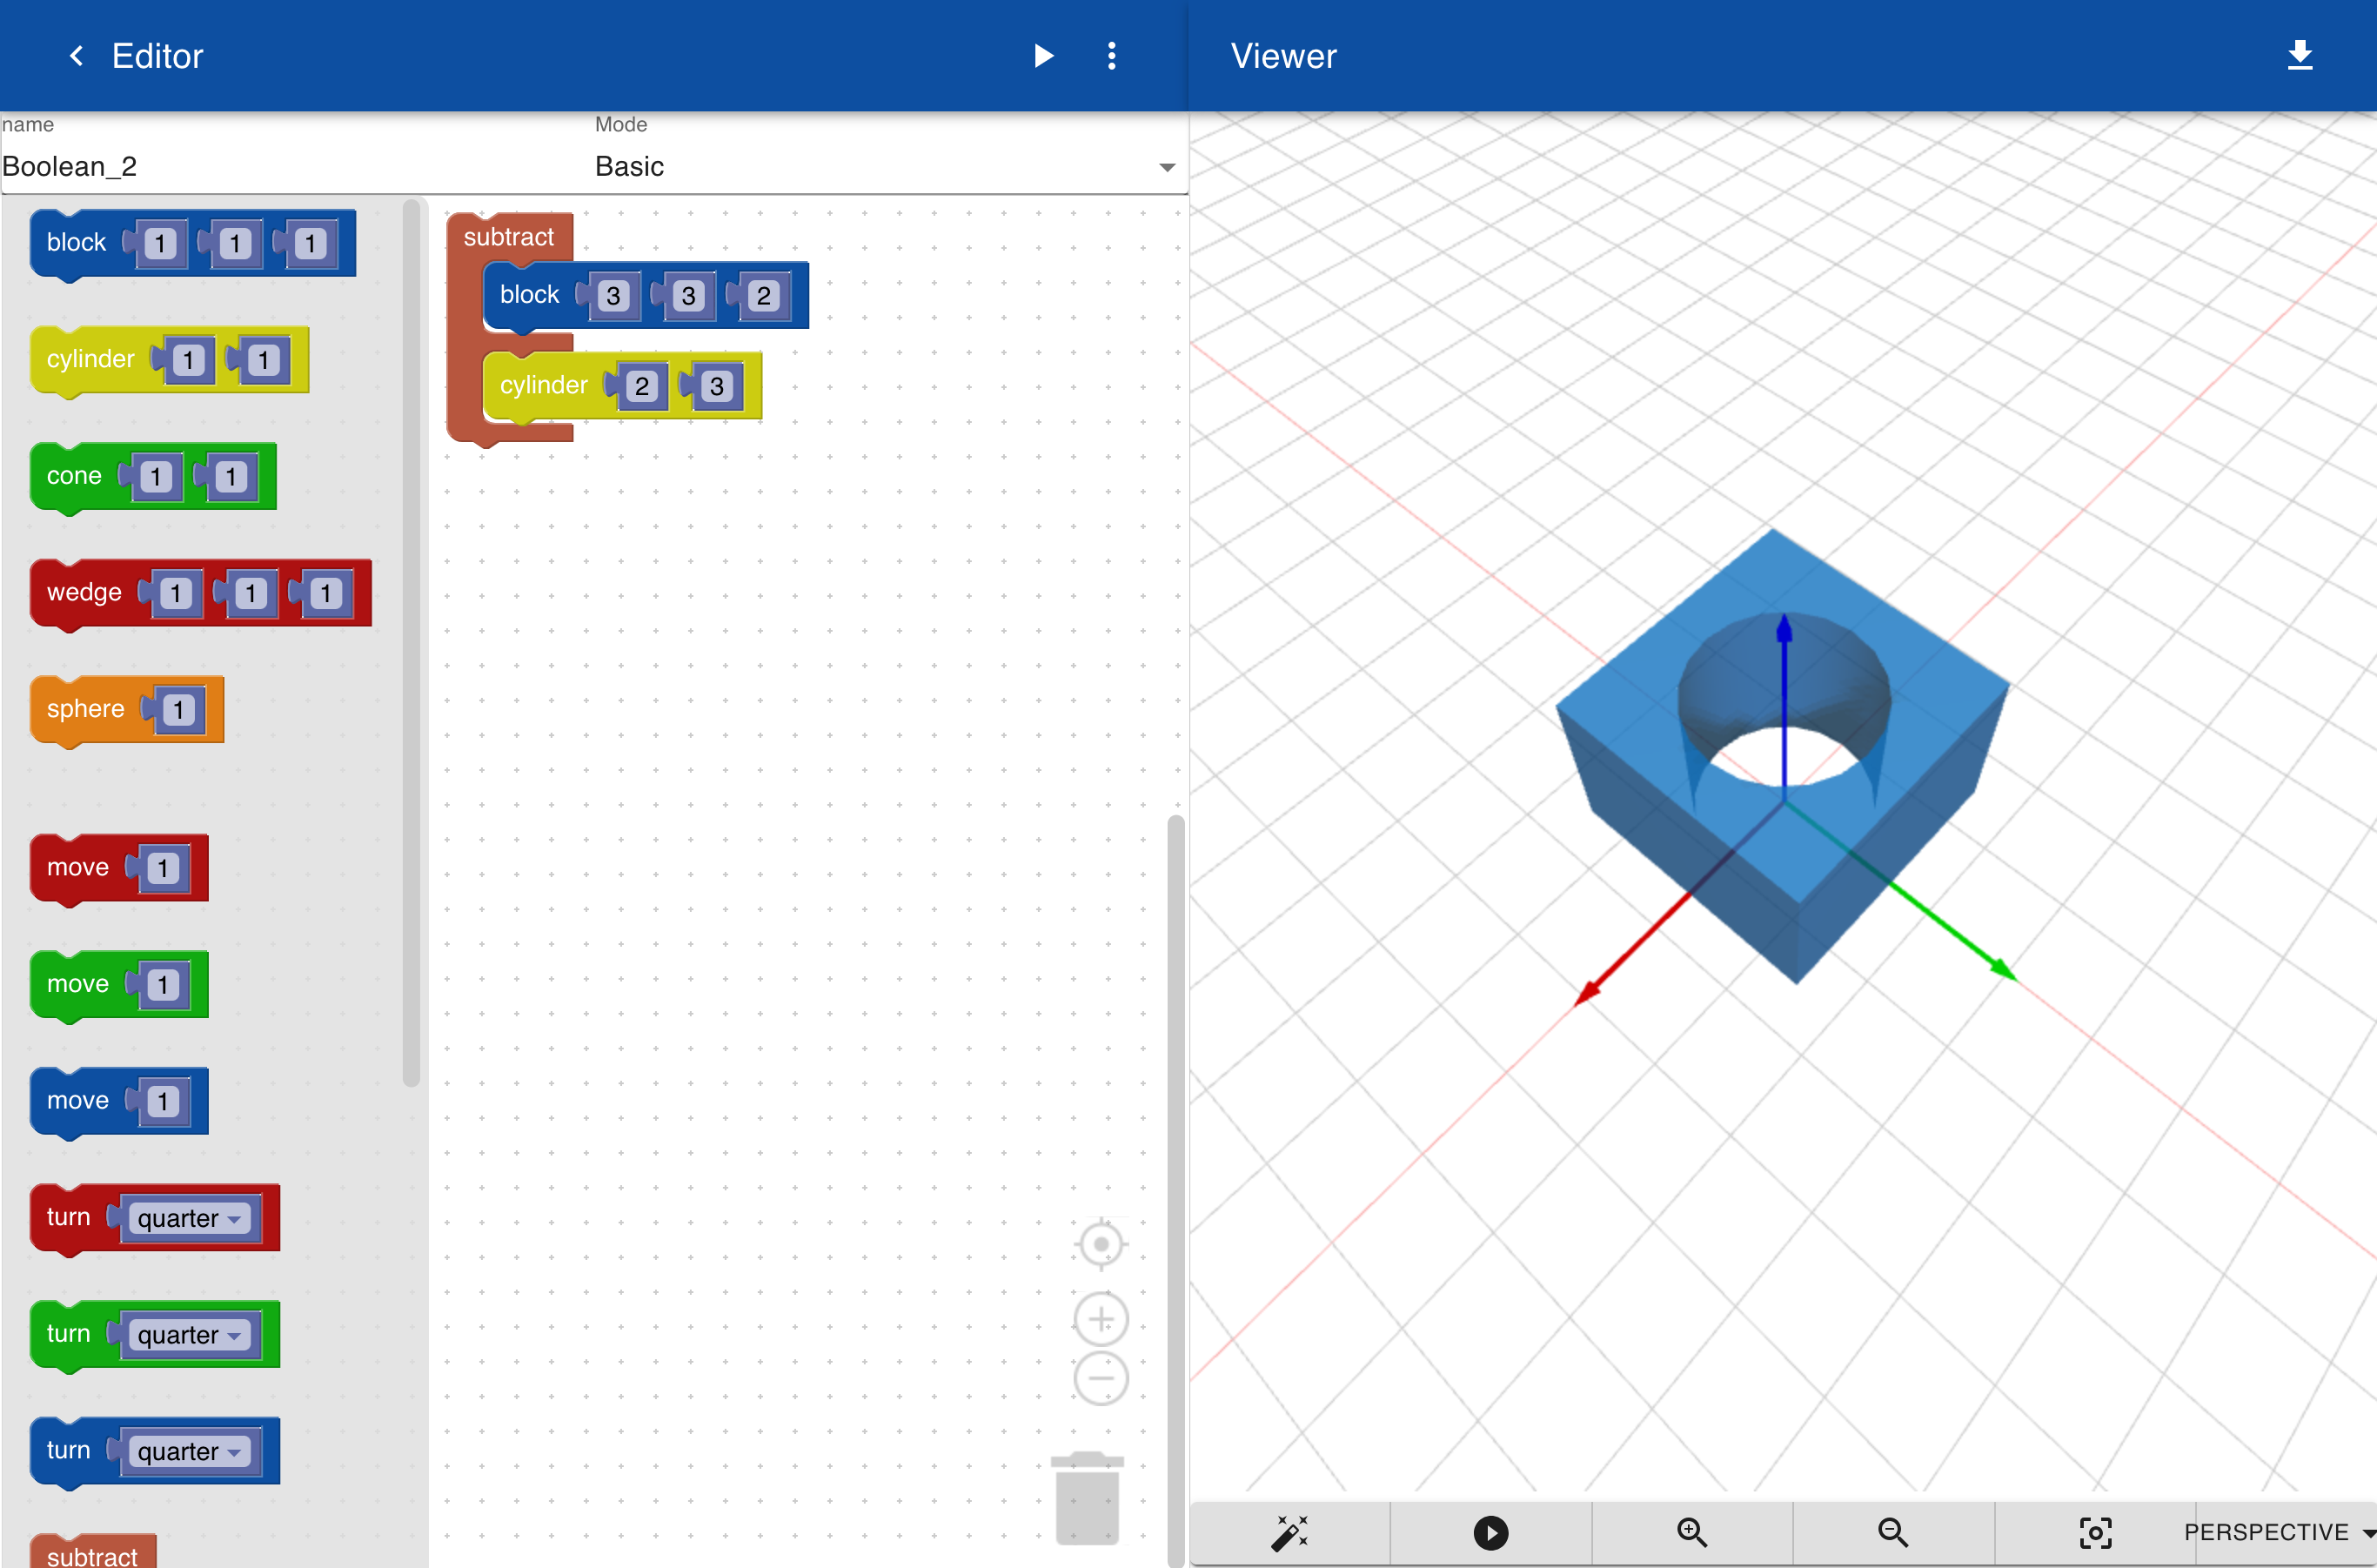 Editor
Viewer
name
Mode
Boolean_2
Basic
block 1 1 1
cylinder 1 1
cone 1 1
wedge 1 1 1
sphere 1
move 1
move 1
move 1
turn quarter
turn quarter
turn quarter
subtract
subtract
block 3 3 2
cylinder 2 3
PERSPECTIVE